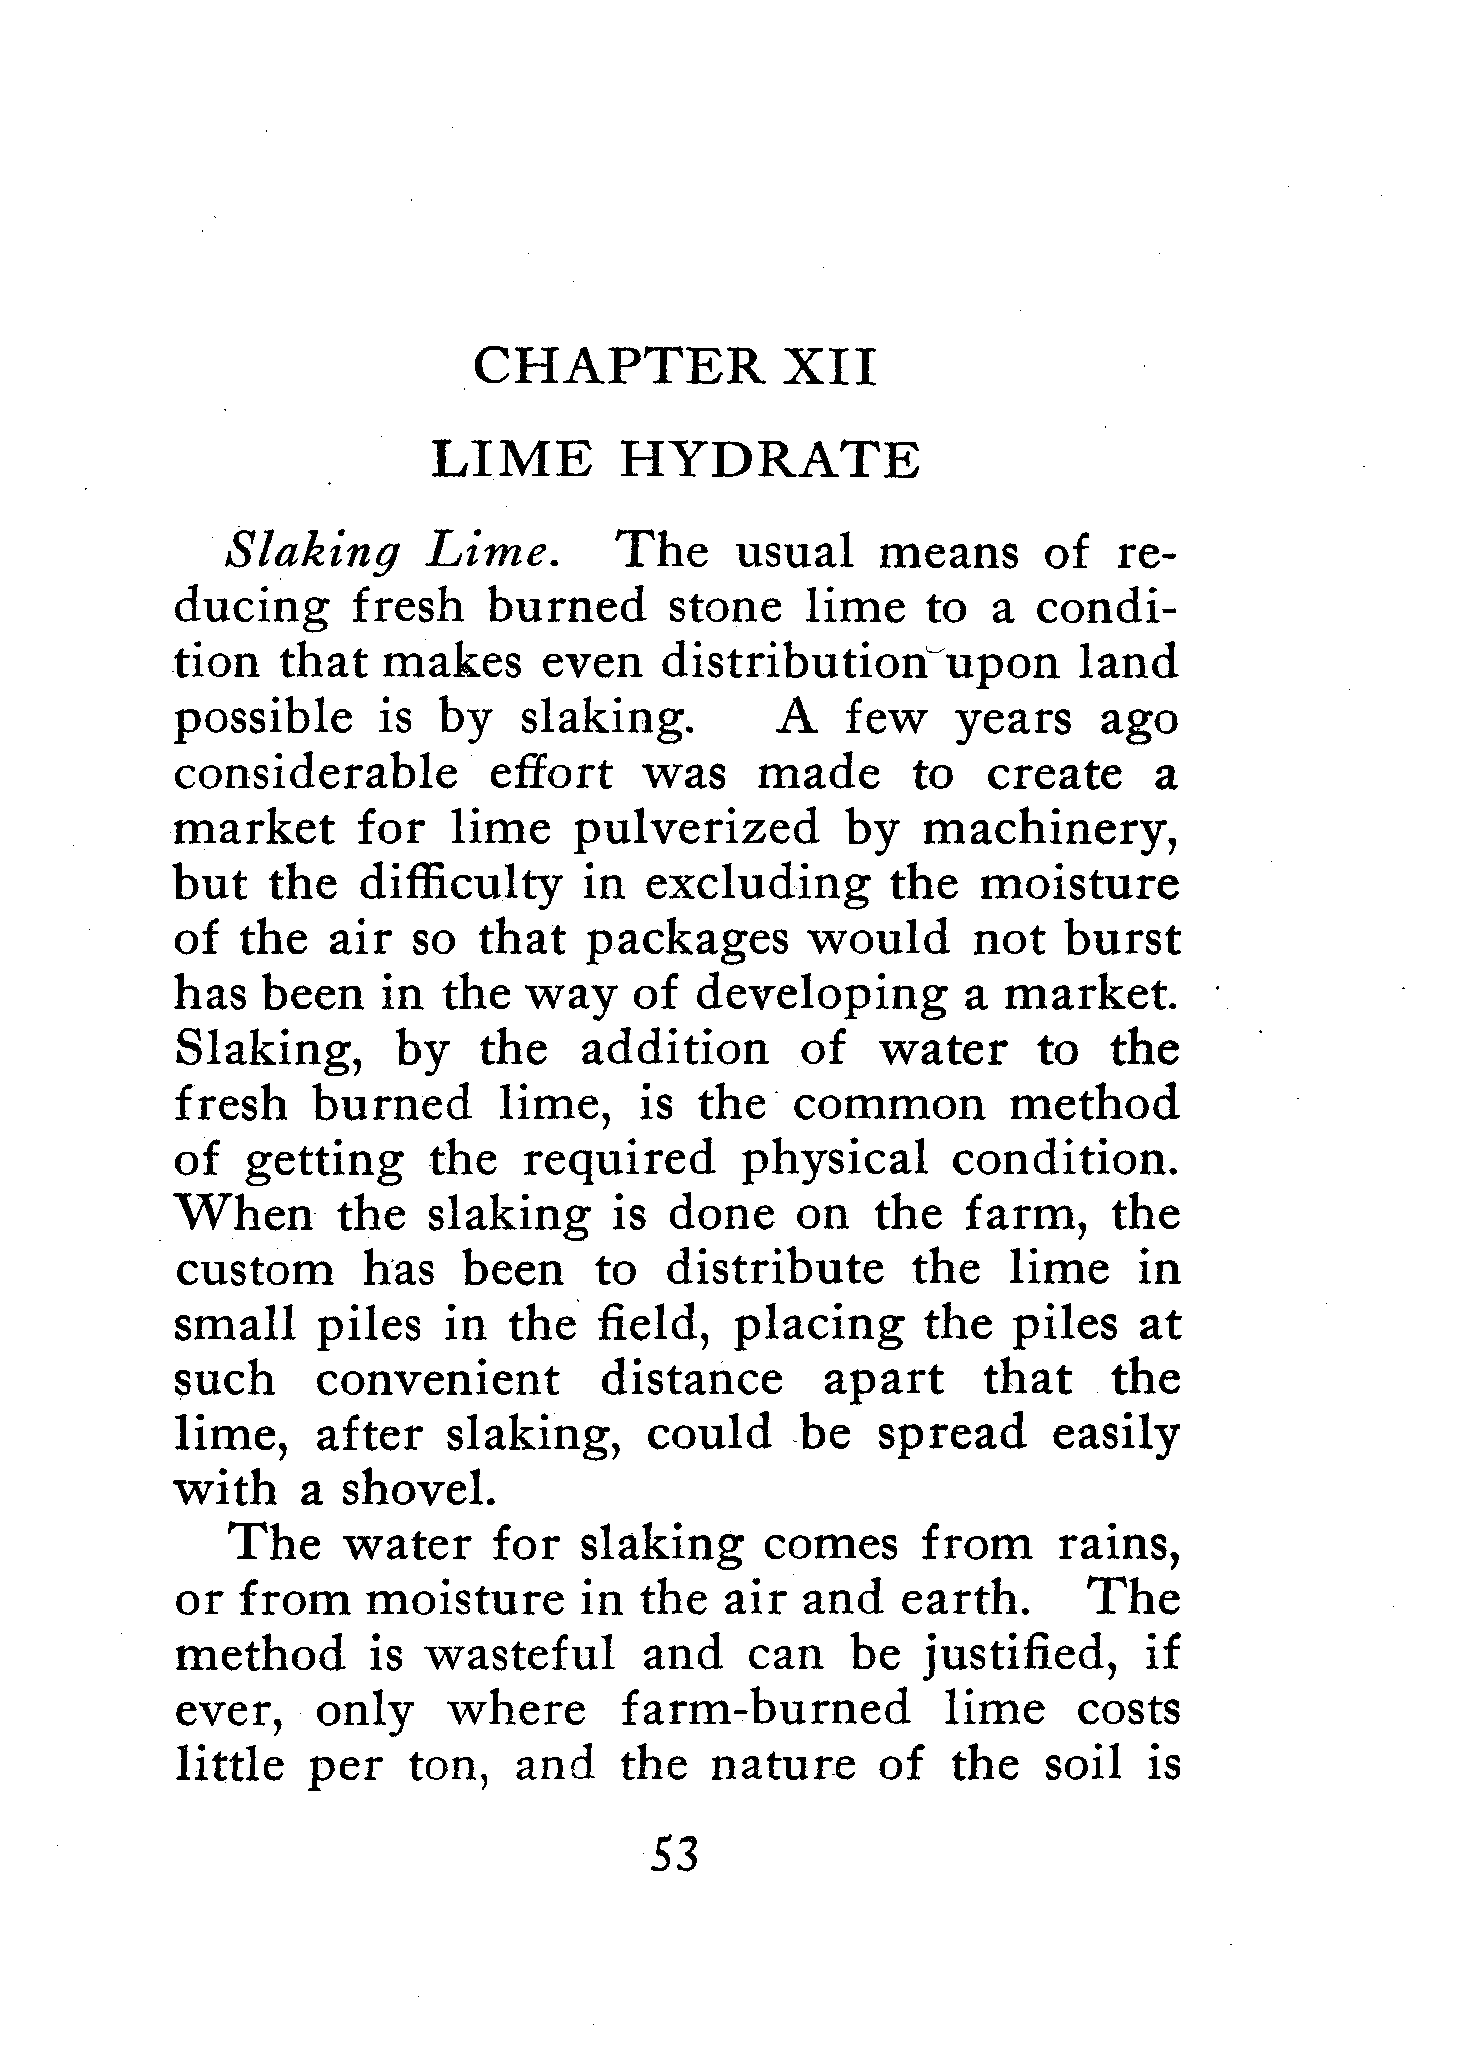 CHAPTER XII
LIME HYDRATE
Slaking Lime. The usual means of re-
ducing fresh burned stone lime to a condi-
tion that makes even distribution upon land
possible is by slaking. A few years ago
considerable effort was made to create a
market for lime pulverized by machinery,
but the difficulty in excluding the moisture
of the air so that packages would not burst
has been in the way of developing a market.
Slaking, by the addition of water to the
fresh burned lime, is the common method
of getting the required physical condition.
When the slaking is done on the farm, the
custom has been to distribute the lime in
small piles in the field, placing the piles at
such convenient distance apart that the
lime, after slaking, could be spread easily
with a shovel.
The water for slaking comes from rains,
or from moisture in the air and earth. The
method is wasteful and can be justified, if
ever, only where farm-burned lime costs
little per ton, and the nature of the soil is
53